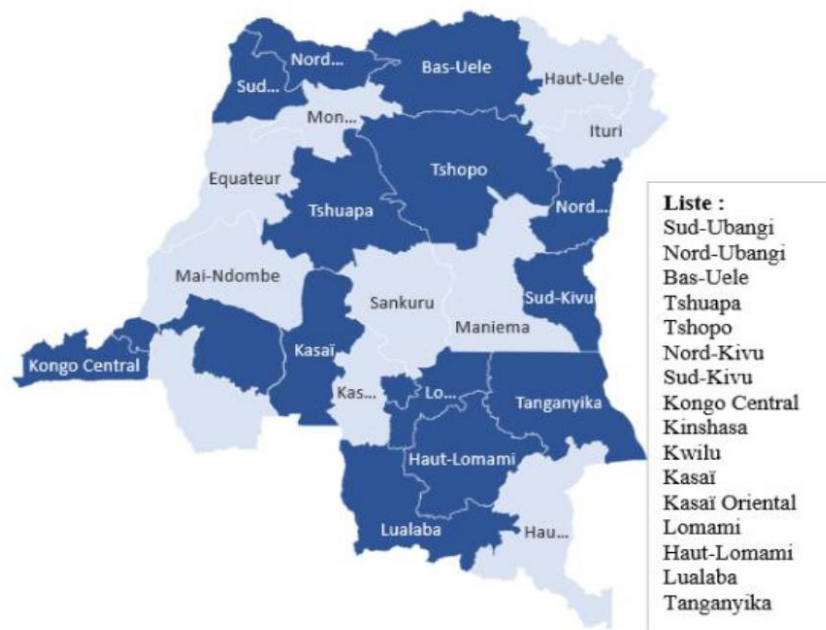 Nord
...
Bas-Uele
Haut-Uele
Sud
...
Mon...
Ituri
Equateur
Tshopo
Tshuapa
Nord
...
Mai-Ndombe
Sankuru
Sud-Kivu
Maniema
Kongo Central
Kasaï
Kas
...
Lo...
Tanganyika
Haut-Lomami
Lualaba
Hau
...
Liste :
Sud-Ubangi
Nord-Ubangi
Bas-Uele
Tshuapa
Tshopo
Nord-Kivu
Sud-Kivu
Kongo Central
Kinshasa
Kwilu
Kasaï
Kasaï Oriental
Lomami
Haut-Lomami
Lualaba
Tanganyika